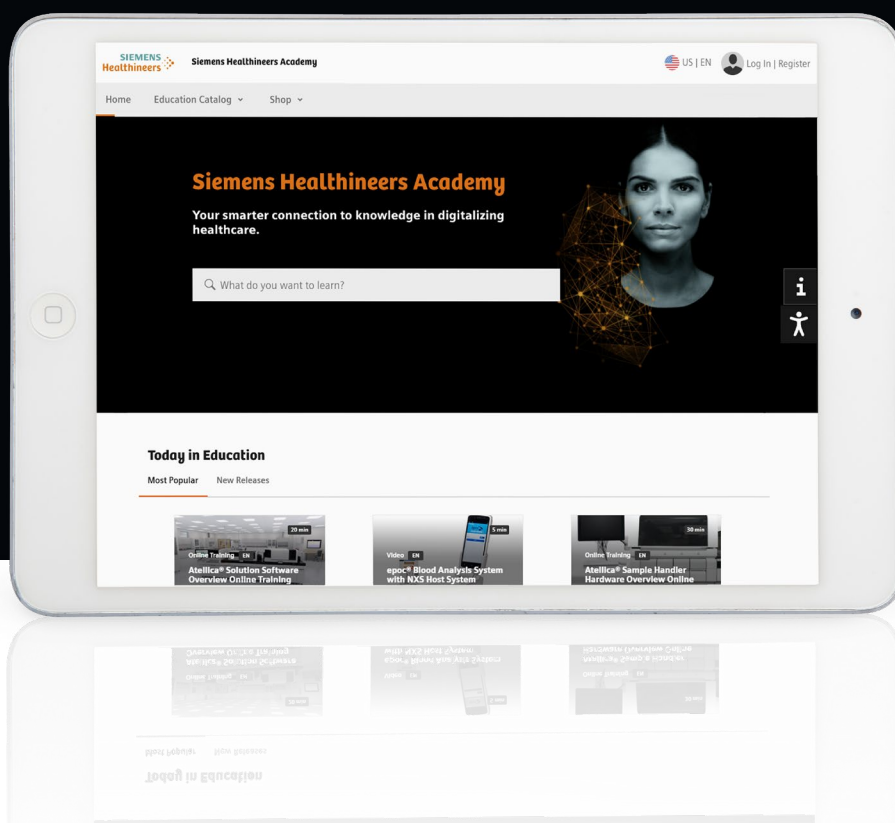 SIEMENS
Healthineers
Siemens Healthineers Academy
US | EN
Log In | Register
Home
Education Catalog
Shop
Siemens Healthineers Academy
Your smarter connection to knowledge in digitalizing
healthcare.
What do you want to learn?
Today in Education
Most Popular
New Releases
20 min
Online Training EN
Atellica® Solution Software
Overview Online Training
5 min
Video EN
epoc® Blood Analysis System
with NXS Host System
30 min
Online Training EN
Atellica® Sample Handler
Hardware Overview Online